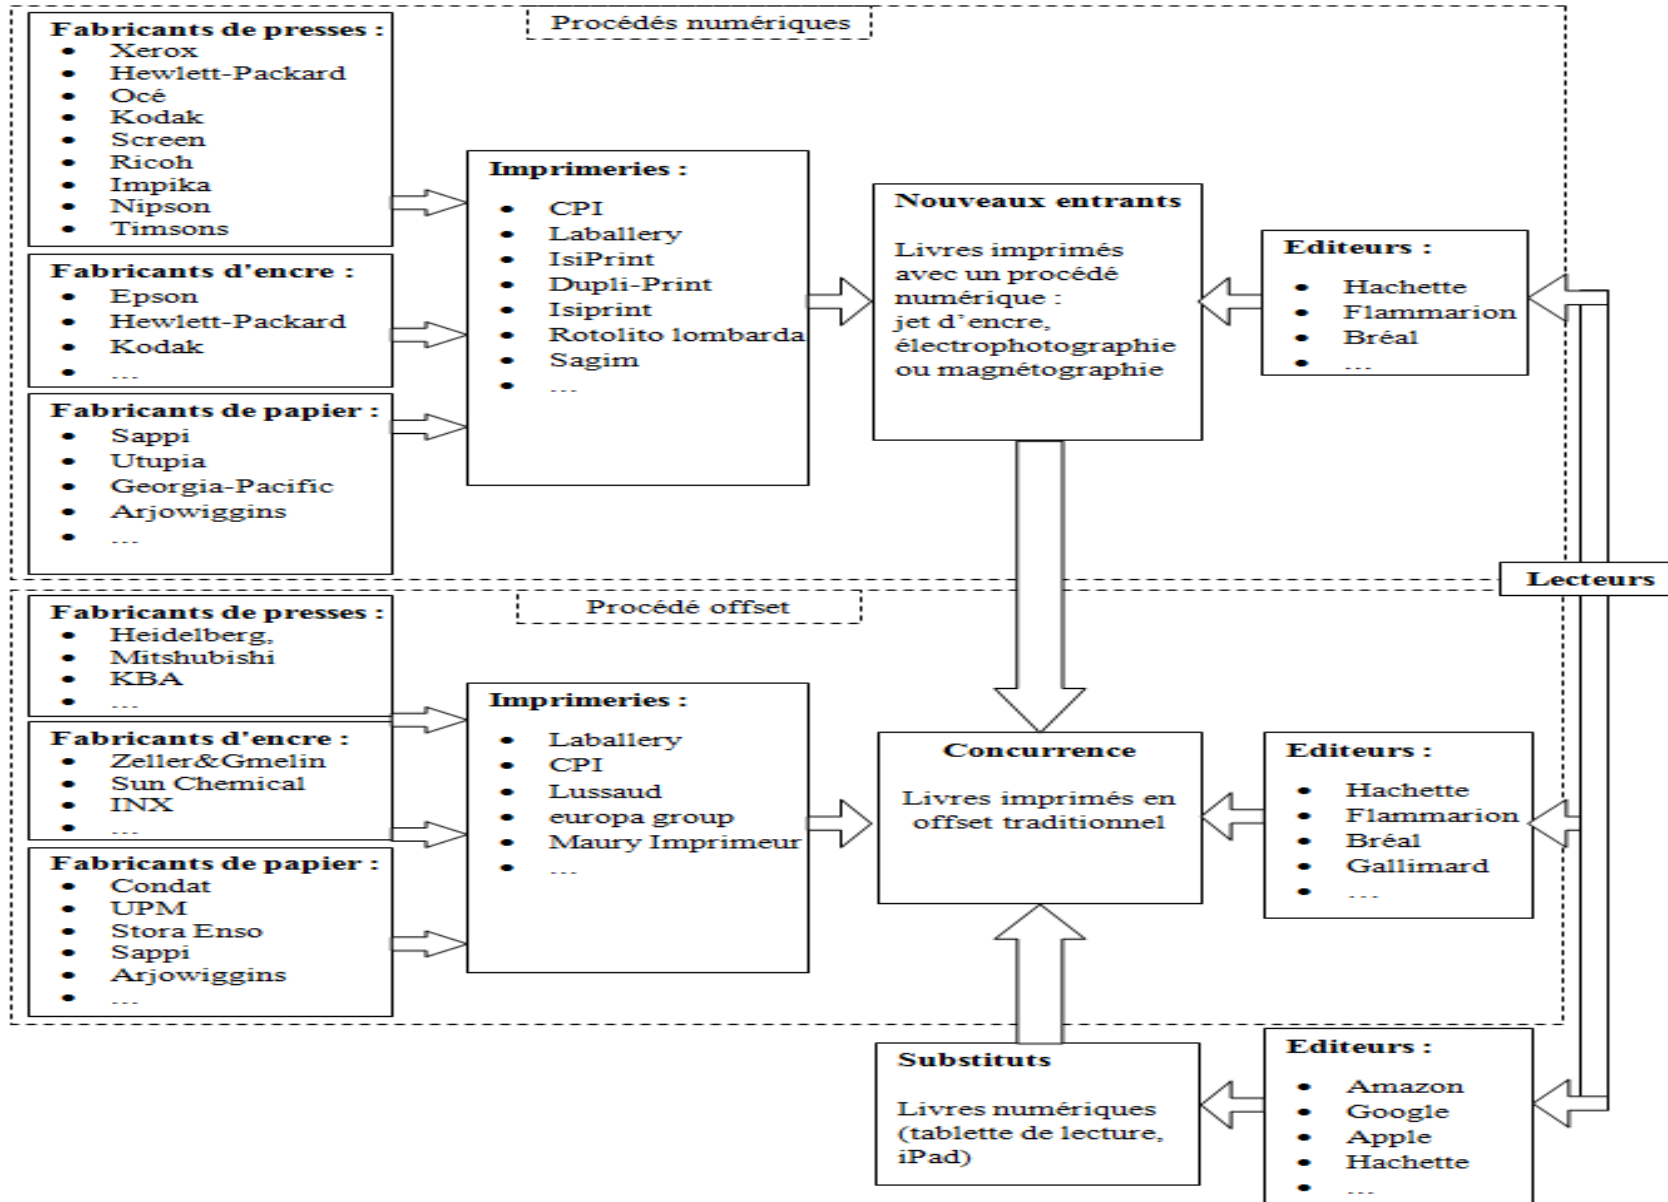 Procédés numériques
Fabricants de presses :
• Xerox
• Hewlett-Packard
• Océ
• Kodak
• Screen
• Ricoh
• Impika
• Nipson
• Timsons
Fabricants d'encre :
• Epson
• Hewlett-Packard
• Kodak
• ...
Fabricants de papier :
• Sappi
• Utupia
• Georgia-Pacific
• Arjowiggins
• ...
Imprimeries :
• CPI
• Laballery
• IsiPrint
• Dupli-Print
• Isiprint
• Rotolito lombarda
• Sagim
• ...
Nouveaux entrants
Livres imprimés
avec un procédé
numérique :
jet d’encre,
électrophotographie
ou magnétographie
Editeurs :
• Hachette
• Flammarion
• Bréal
• ...
Lecteurs
Procédé offset
Fabricants de presses :
• Heidelberg,
• Mitshubishi
• KBA
• ...
Fabricants d'encre :
• Zeller&Gmelin
• Sun Chemical
• INX
• ...
Fabricants de papier :
• Condat
• UPM
• Stora Enso
• Sappi
• Arjowiggins
• ...
Imprimeries :
• Laballery
• CPI
• Lussaud
• europa group
• Maury Imprimeur
• ...
Concurrence
Livres imprimés en
offset traditionnel
Editeurs :
• Hachette
• Flammarion
• Bréal
• Gallimard
• ...
Substituts
Livres numériques
(tablette de lecture,
iPad)
Editeurs :
• Amazon
• Google
• Apple
• Hachette
• ...